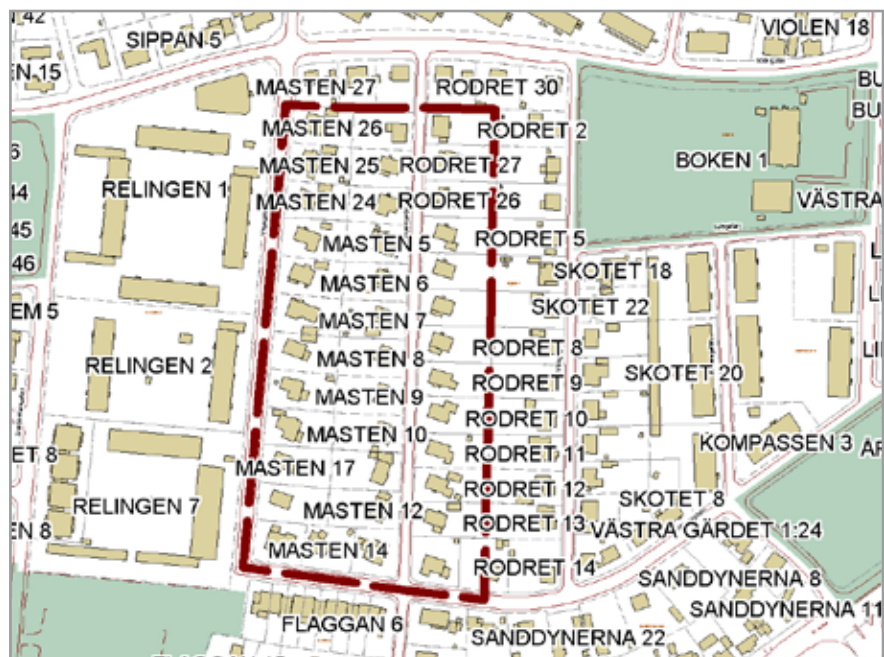 42
SIPPAN 5
VIOLEN 18
EN 15
MASTEN 27
RODRET 30
BU
BU
MASTEN 26
RODRET 2
6
MASTEN 25
RODRET 27
BOKEN 1
44
RELINGEN 1
MASTEN 24
RODRET 26
VÄSTRA
45
MASTEN 5
RODRET 5
46
SKOTET 18
MASTEN 6
EM 5
MASTEN 7
SKOTET 22
RELINGEN 2
MASTEN 8
RODRET 8
LI
MASTEN 9
RODRET 9
SKOTET 20
MASTEN 10
RODRET 10
KOMPASSEN 3
ET 8
MASTEN 17
RODRET 11
RELINGEN 7
MASTEN 12
RODRET 12
SKOTET 8
EN 8
MASTEN 14
RODRET 13
VÄSTRA GÄRDET 1:24
RODRET 14
SANDDYNERNA 8
FLAGGAN 6
SANDDYNERNA 11
SANDDYNERNA 22